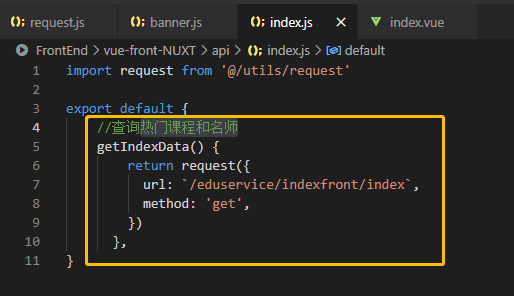 request.js banner.js index.js index.vue
FrontEnd > vue-front-NUXT > api > index.js > default
1 import request from '@/utils/request'
2
3 export default {
4 //查询热门课程和名师
5 getIndexData() {
6 return request({
7 url: `/eduservice/indexfront/index`,
8 method: 'get',
9 })
10 },
11 }